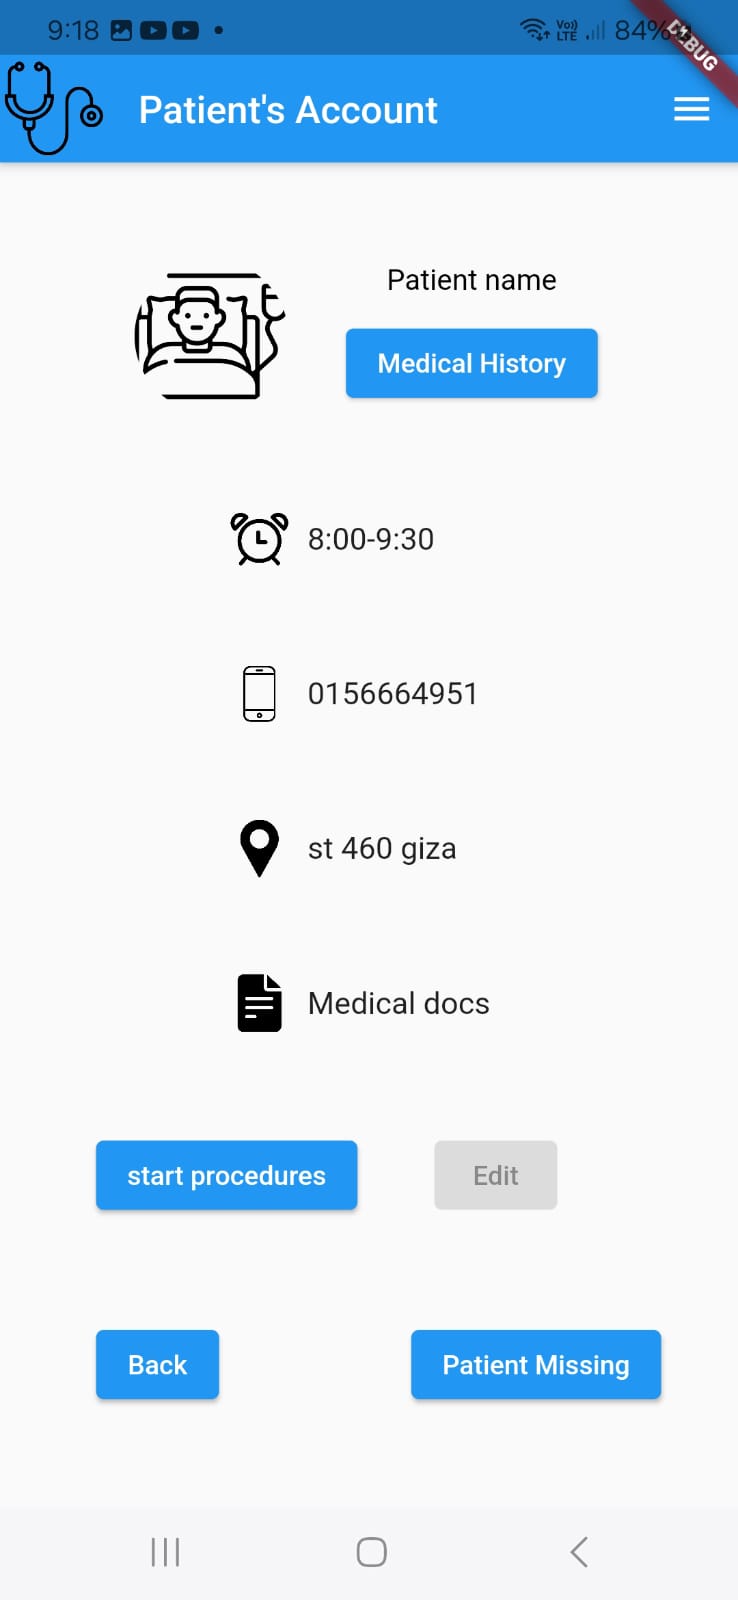 9:18 Vo)) LTE 84%
DEBUG
Patient's Account
Patient name
Medical History
8:00-9:30
0156664951
st 460 giza
Medical docs
start procedures Edit
Back Patient Missing